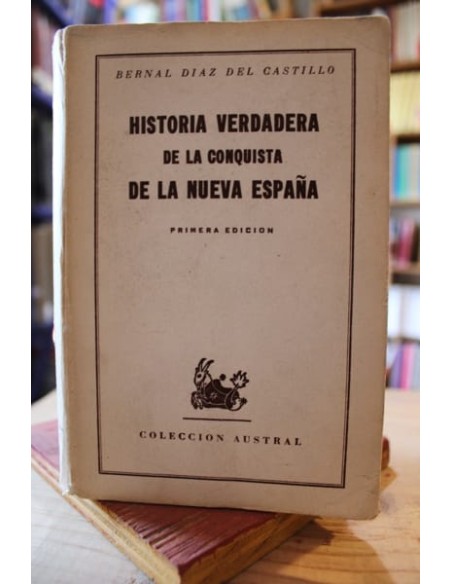 BERNAL DIAZ DEL CASTILLO
HISTORIA VERDADERA
DE LA CONQUISTA
DE LA NUEVA ESPAÑA
PRIMERA EDICION
COLECCION AUSTRAL